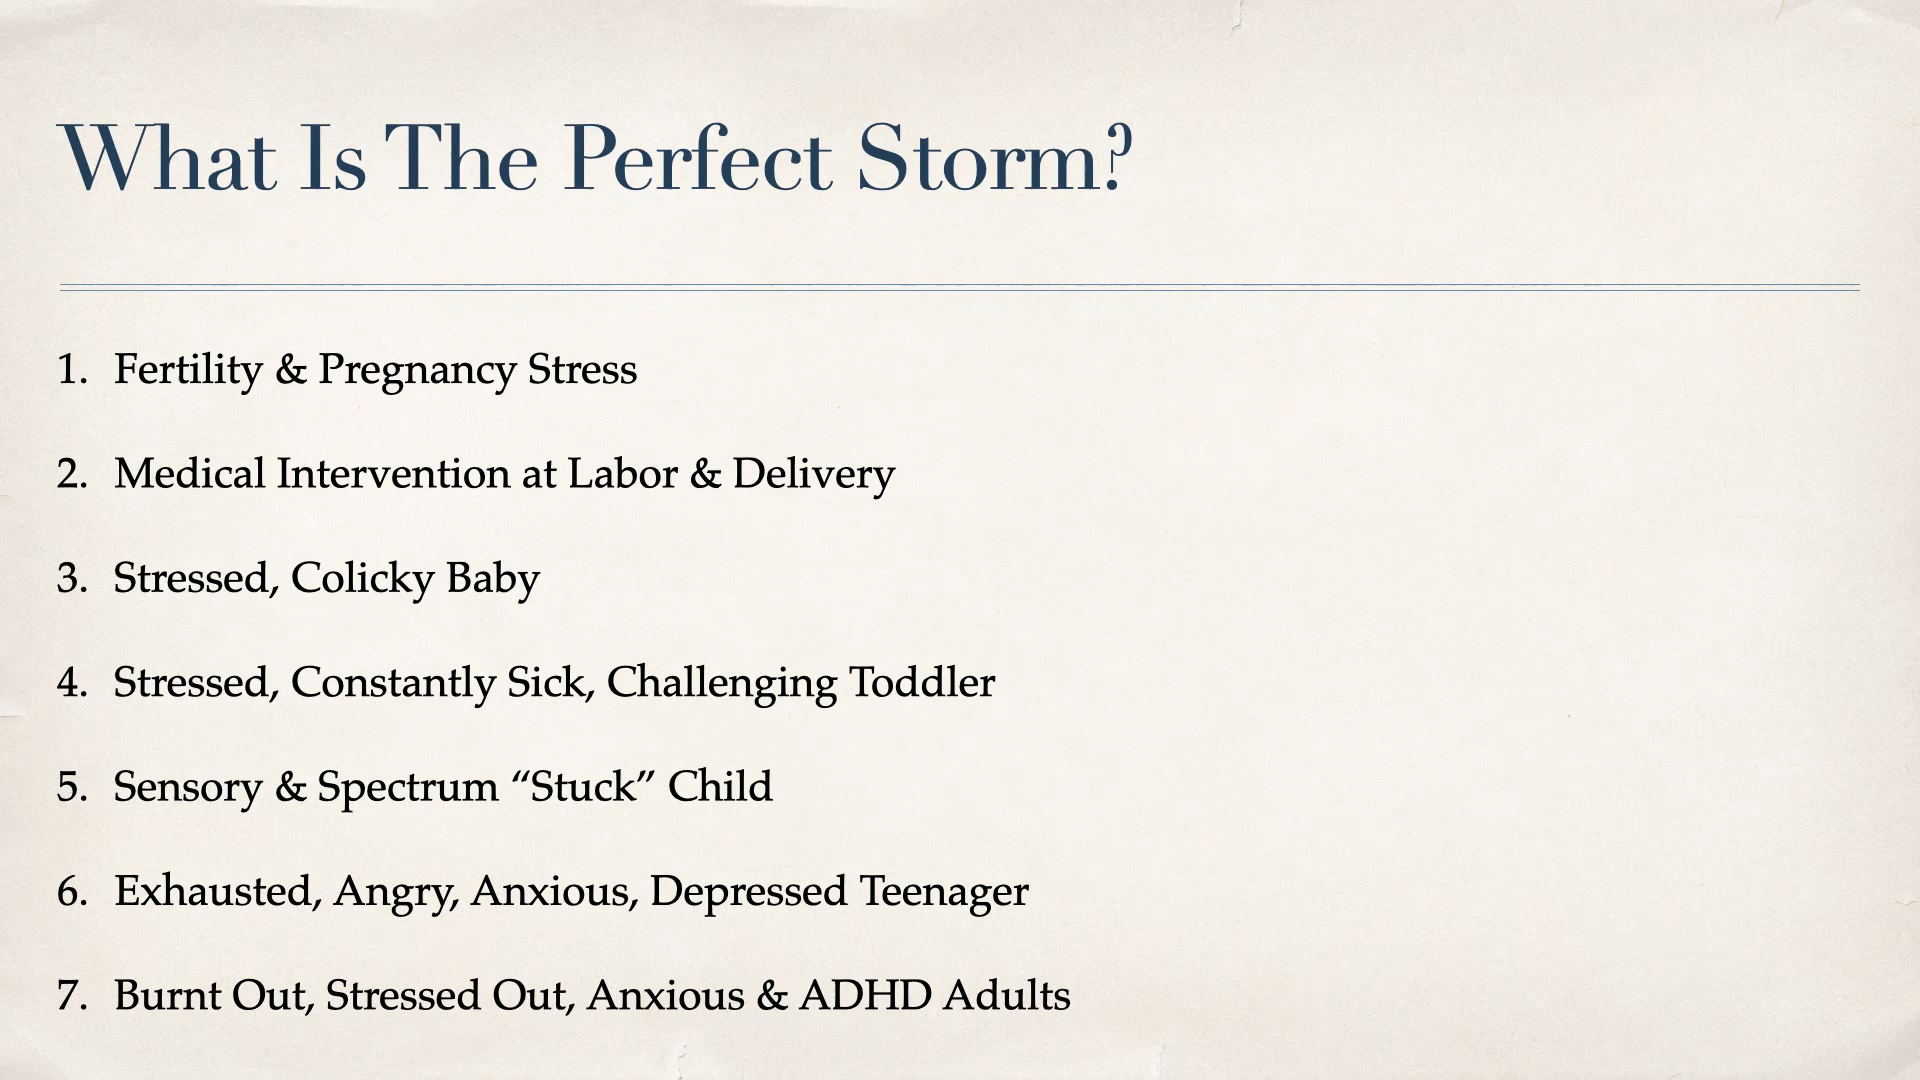 What Is The Perfect Storm?
1. Fertility & Pregnancy Stress
2. Medical Intervention at Labor & Delivery
3. Stressed, Colicky Baby
4. Stressed, Constantly Sick, Challenging Toddler
5. Sensory & Spectrum “Stuck” Child
6. Exhausted, Angry, Anxious, Depressed Teenager
7. Burnt Out, Stressed Out, Anxious & ADHD Adults